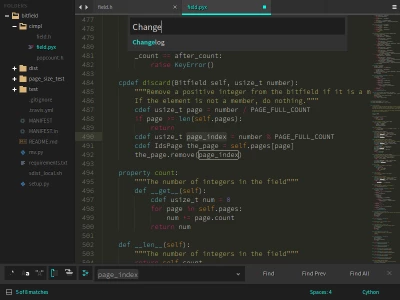 FOLDERS
bitfield
cimpl
field.h
field.pyx
popcount.h
dist
page_size_test
test
.gitignore
.travis.yml
MANIFEST
MANIFEST.in
README.md
requirements.txt
setup.py
field.h
field.pyx
Change
Changelog
477
478
481
_count == after_count:
482
raise KeyError()
483
484
cpdef discard(Bitfield self, usize_t number):
485
"""Remove a positive integer from the bitfield if it is a m
486
If the element is not a member, do nothing."""
487
cdef usize_t page = number / PAGE_FULL_COUNT
488
if page >= len(self.pages):
489
return
490
cdef usize_t page_index = number % PAGE_FULL_COUNT
491
cdef IdsPage the_page = self.pages[page]
492
the_page.remove(page_index)
493
494
property count:
495
"""The number of integers in the field"""
496
def __get__(self):
497
cdef usize_t num = 0
498
for page in self.pages:
499
num += page.count
500
return num
501
502
def __len__(self):
503
"""The number of integers in the field"""
504
return self.count
page_index
Find
Find Prev
Find All
5 of 8 matches
Spaces: 4
Cython